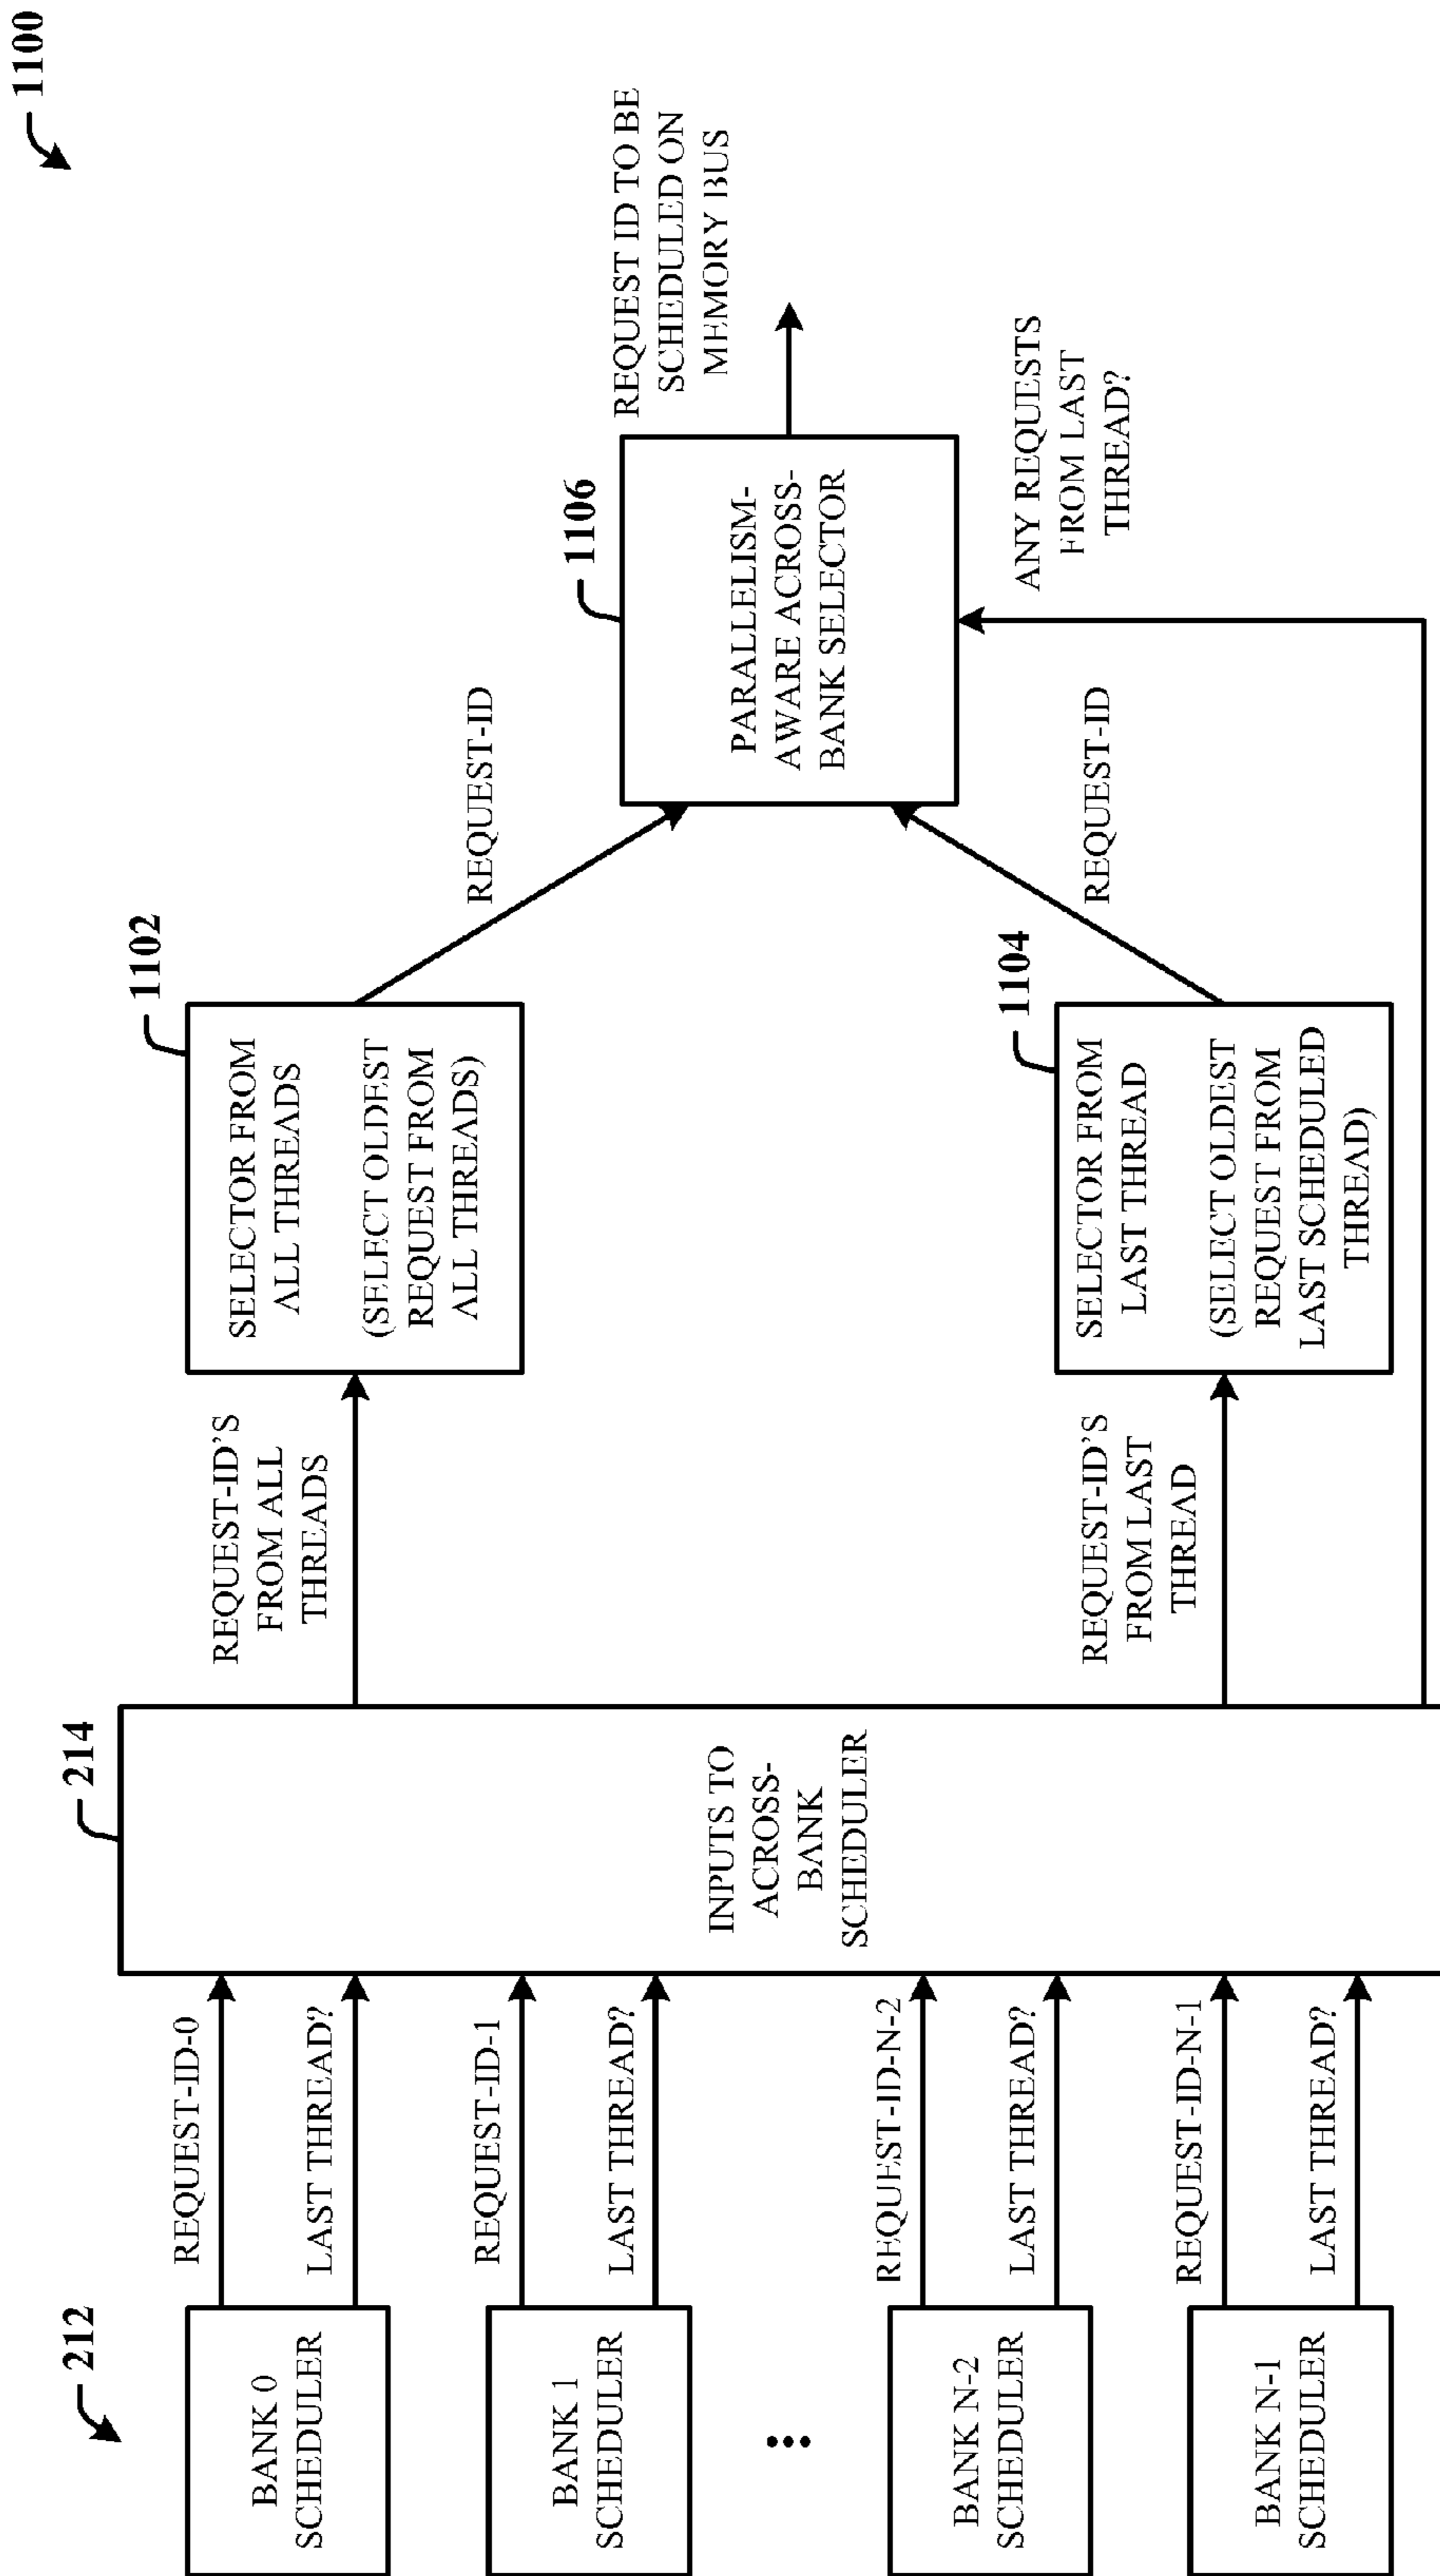 1100
212
BANK 0
SCHEDULER
BANK 1
SCHEDULER
BANK N-2
SCHEDULER
BANK N-1
SCHEDULER
REQUEST-ID-0
LAST THREAD?
REQUEST-ID-1
LAST THREAD?
REQUEST-ID-N-2
LAST THREAD?
REQUEST-ID-N-1
LAST THREAD?
214
INPUTS TO
ACROSS-
BANK
SCHEDULER
REQUEST-ID'S
FROM ALL
THREADS
REQUEST-ID'S
FROM LAST
THREAD
1102
SELECTOR FROM
ALL THREADS
(SELECT OLDEST
REQUEST FROM
ALL THREADS)
1104
SELECTOR FROM
LAST THREAD
(SELECT OLDEST
REQUEST FROM
LAST SCHEDULED
THREAD)
REQUEST-ID
REQUEST-ID
1106
PARALLELISM-
AWARE ACROSS-
BANK SELECTOR
ANY REQUESTS
FROM LAST
THREAD?
REQUEST ID TO BE
SCHEDULED ON
MEMORY BUS